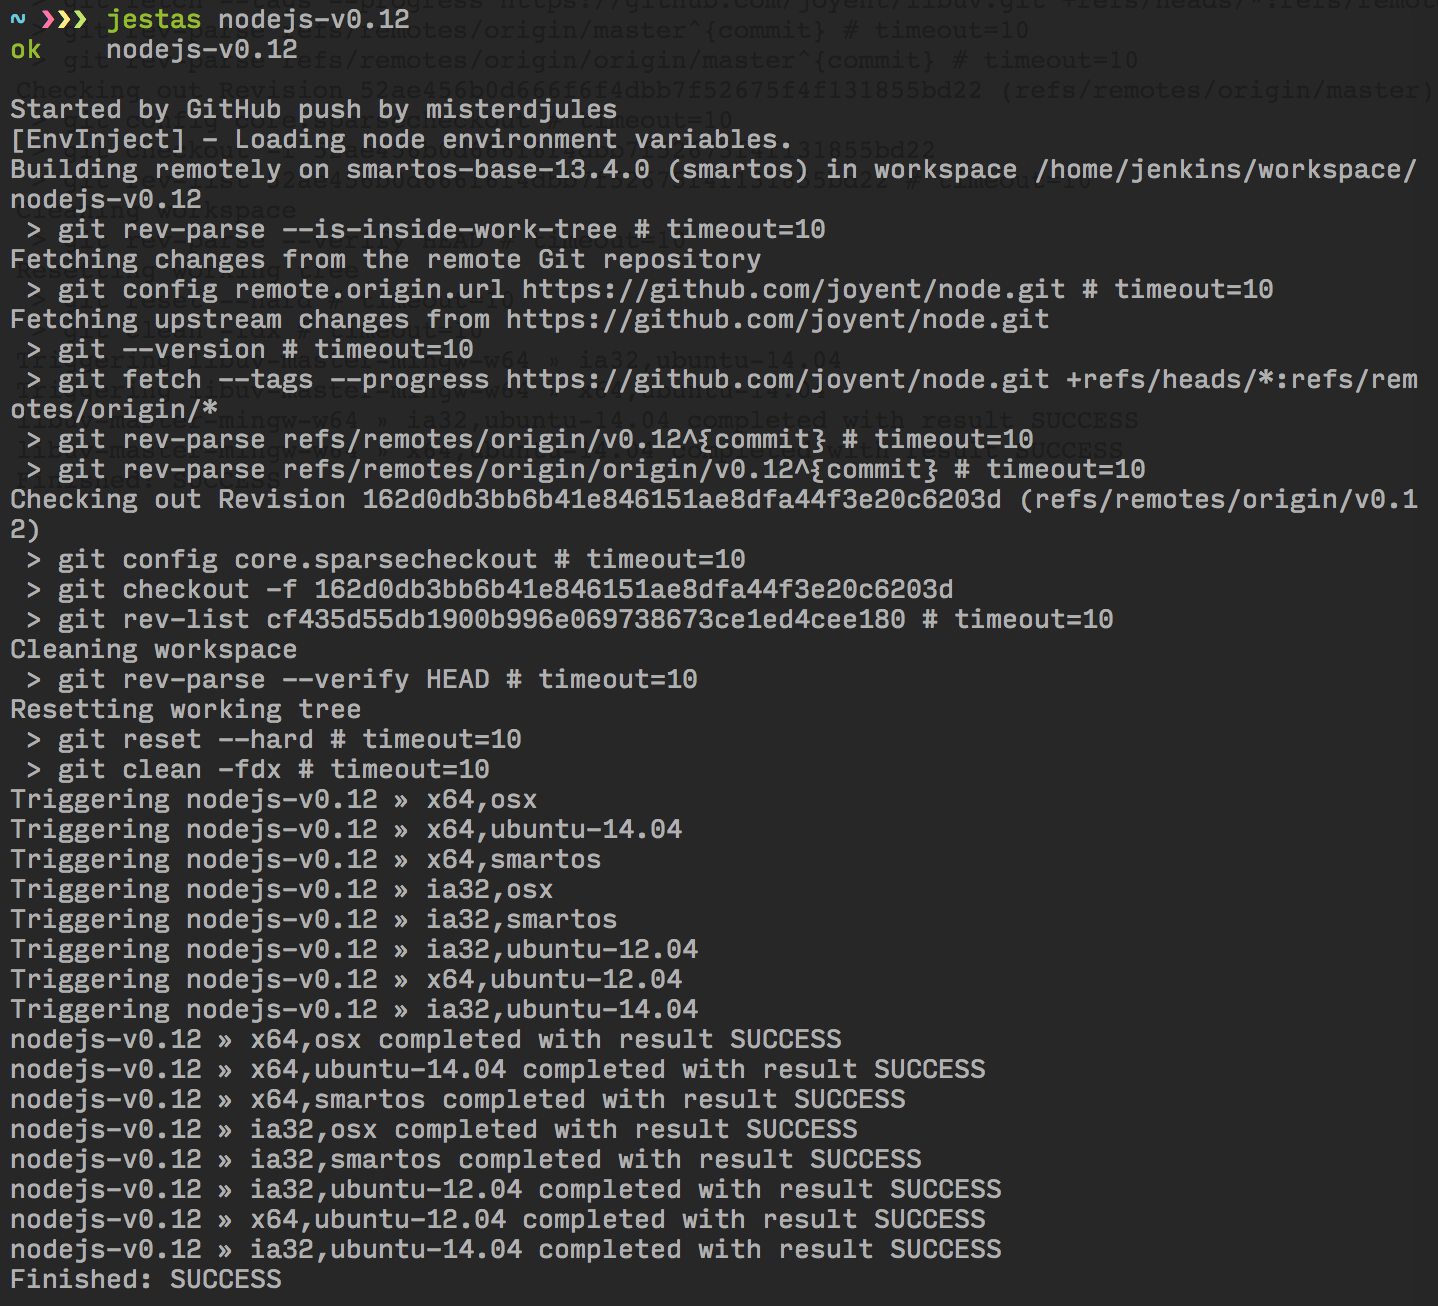 ~ ❯❯❯ jestas nodejs-v0.12
ok    nodejs-v0.12

Started by GitHub push by misterdjules
[EnvInject] - Loading node environment variables.
Building remotely on smartos-base-13.4.0 (smartos) in workspace /home/jenkins/workspace/
nodejs-v0.12
 > git rev-parse --is-inside-work-tree # timeout=10
Fetching changes from the remote Git repository
 > git config remote.origin.url https://github.com/joyent/node.git # timeout=10
Fetching upstream changes from https://github.com/joyent/node.git
 > git --version # timeout=10
 > git fetch --tags --progress https://github.com/joyent/node.git +refs/heads/*:refs/rem
otes/origin/*
 > git rev-parse refs/remotes/origin/v0.12^{commit} # timeout=10
 > git rev-parse refs/remotes/origin/origin/v0.12^{commit} # timeout=10
Checking out Revision 162d0db3bb6b41e846151ae8dfa44f3e20c6203d (refs/remotes/origin/v0.1
2)
 > git config core.sparsecheckout # timeout=10
 > git checkout -f 162d0db3bb6b41e846151ae8dfa44f3e20c6203d
 > git rev-list cf435d55db1900b996e069738673ce1ed4cee180 # timeout=10
Cleaning workspace
 > git rev-parse --verify HEAD # timeout=10
Resetting working tree
 > git reset --hard # timeout=10
 > git clean -fdx # timeout=10
Triggering nodejs-v0.12 » x64,osx
Triggering nodejs-v0.12 » x64,ubuntu-14.04
Triggering nodejs-v0.12 » x64,smartos
Triggering nodejs-v0.12 » ia32,osx
Triggering nodejs-v0.12 » ia32,smartos
Triggering nodejs-v0.12 » ia32,ubuntu-12.04
Triggering nodejs-v0.12 » x64,ubuntu-12.04
Triggering nodejs-v0.12 » ia32,ubuntu-14.04
nodejs-v0.12 » x64,osx completed with result SUCCESS
nodejs-v0.12 » x64,ubuntu-14.04 completed with result SUCCESS
nodejs-v0.12 » x64,smartos completed with result SUCCESS
nodejs-v0.12 » ia32,osx completed with result SUCCESS
nodejs-v0.12 » ia32,smartos completed with result SUCCESS
nodejs-v0.12 » ia32,ubuntu-12.04 completed with result SUCCESS
nodejs-v0.12 » x64,ubuntu-12.04 completed with result SUCCESS
nodejs-v0.12 » ia32,ubuntu-14.04 completed with result SUCCESS
Finished: SUCCESS